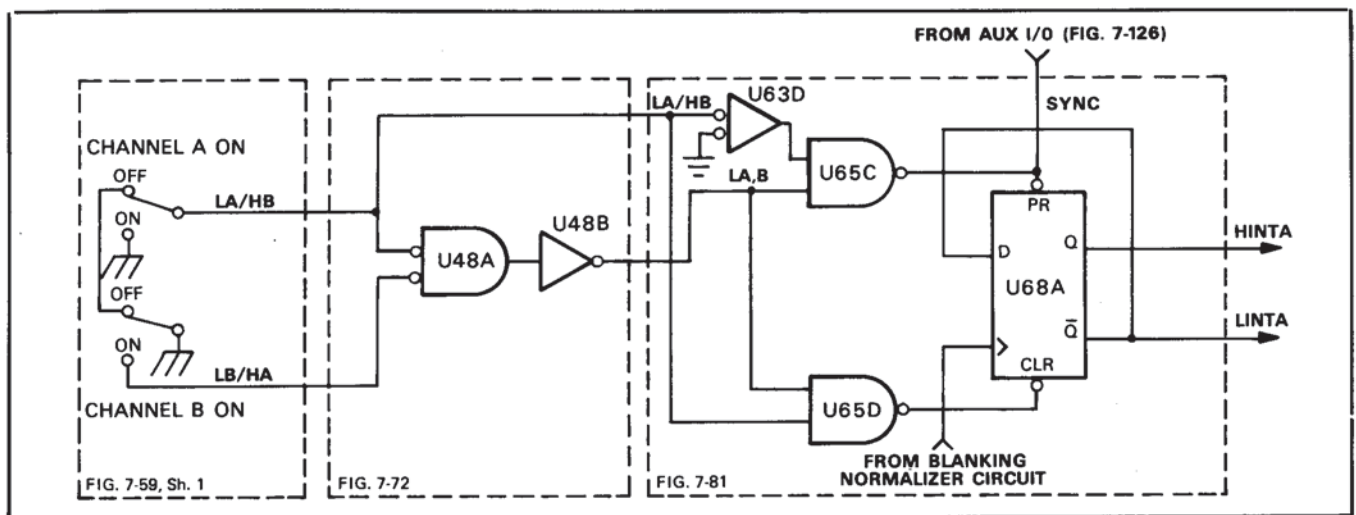 FROM AUX I/O (FIG. 7-126)
SYNC
CHANNEL A ON
OFF
ON
LA/HB
OFF
ON
LB/HA
CHANNEL B ON
FIG. 7-59, Sh. 1
U48A
U48B
FIG. 7-72
LA/HB
U63D
LA,B
U65C
U65D
PR
D
Q
U68A
Q̅
CLR
HINTA
LINTA
FROM BLANKING
NORMALIZER CIRCUIT
FIG. 7-81